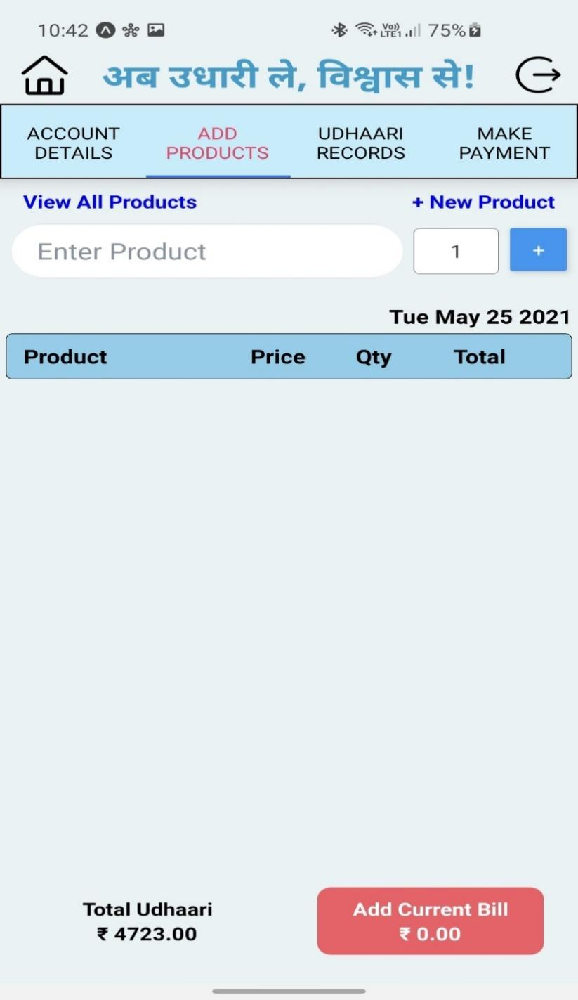 10:42 Vo)) LTE1 75%
अब उधारी ले, विश्वास से!
ACCOUNT DETAILS
ADD PRODUCTS
UDHAARI RECORDS
MAKE PAYMENT
View All Products + New Product
Enter Product 1 +
Tue May 25 2021
Product Price Qty Total
Total Udhaari
₹ 4723.00
Add Current Bill
₹ 0.00